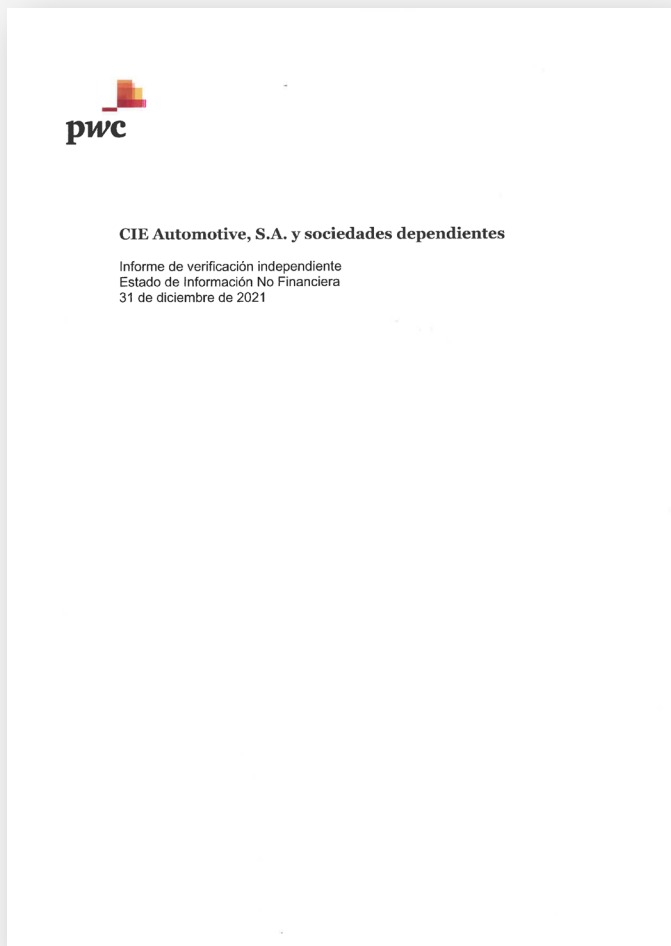 pwc
CIE Automotive, S.A. y sociedades dependientes
Informe de verificación independiente
Estado de Información No Financiera
31 de diciembre de 2021